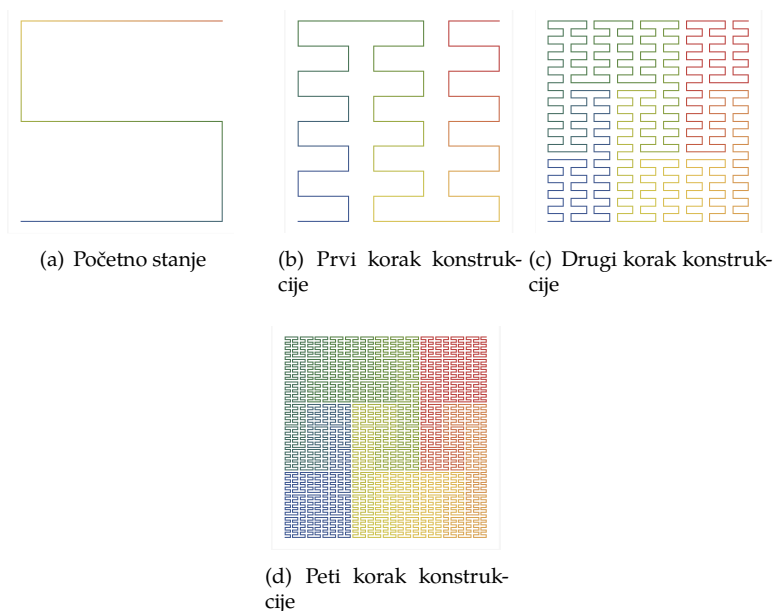 (a) Početno stanje
(b) Prvi korak konstruk-
cije
(c) Drugi korak konstruk-
cije
(d) Peti korak konstruk-
cije